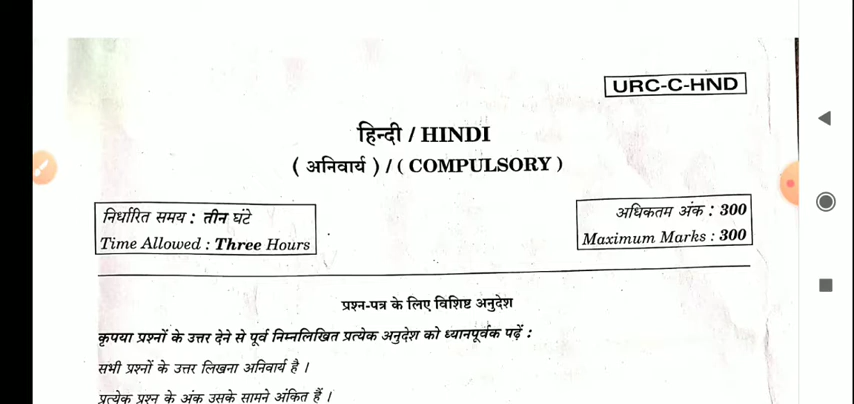 URC-C-HND
हिन्दी / HINDI
( अनिवार्य ) / ( COMPULSORY )
निर्धारित समय : तीन घंटे
Time Allowed : Three Hours
अधिकतम अंक : 300
Maximum Marks : 300
प्रश्न-पत्र के लिए विशिष्ट अनुदेश
कृपया प्रश्नों के उत्तर देने से पूर्व निम्नलिखित प्रत्येक अनुदेश को ध्यानपूर्वक पढ़ें :
सभी प्रश्नों के उत्तर लिखना अनिवार्य है ।
प्रत्येक प्रश्न के अंक उसके सामने अंकित हैं ।